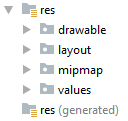 res
drawable
layout
mipmap
values
res (generated)